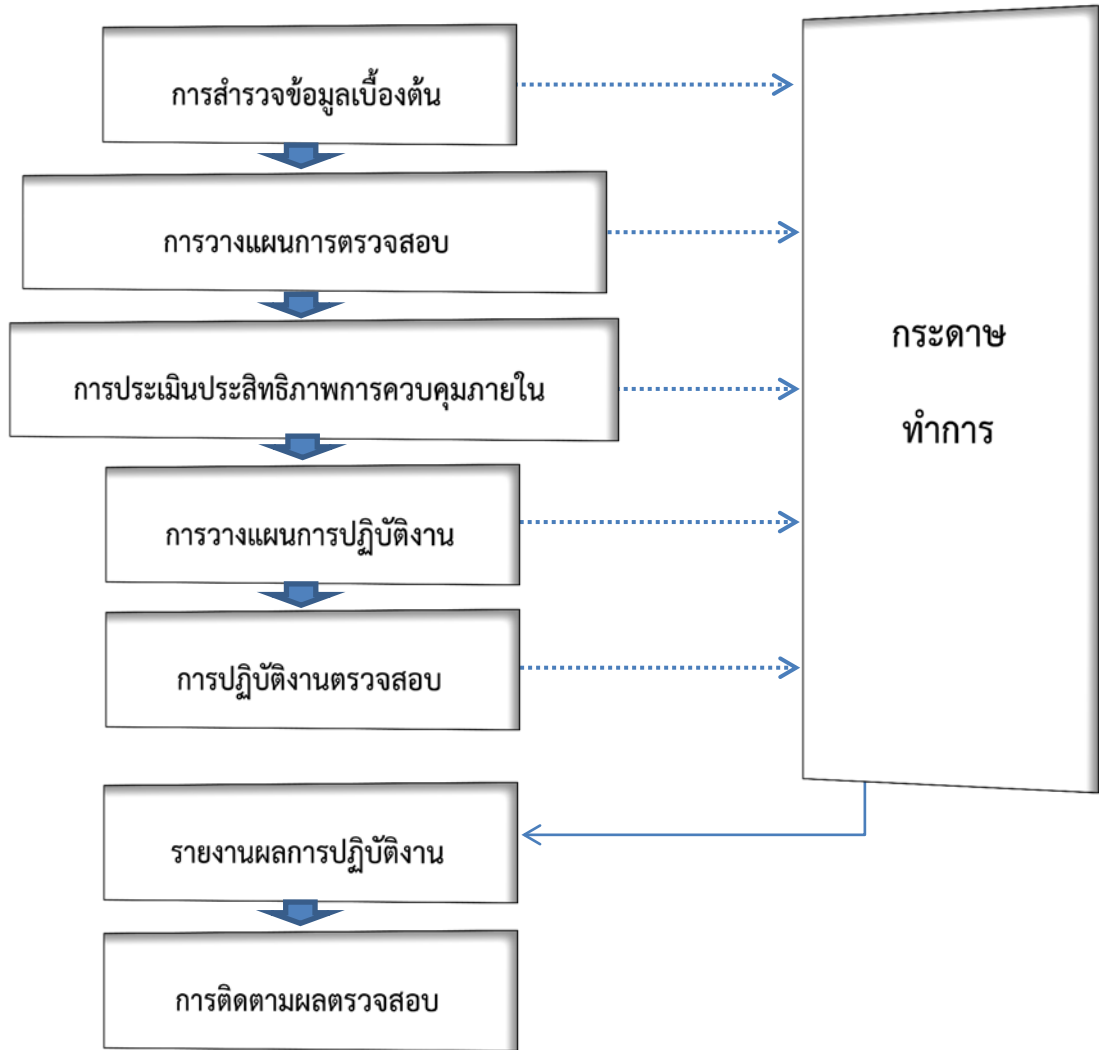 การสำรวจข้อมูลเบื้องต้น
การวางแผนการตรวจสอบ
การประเมินประสิทธิภาพการควบคุมภายใน
การวางแผนการปฏิบัติงาน
การปฏิบัติงานตรวจสอบ
กระดาษ
ทำการ
รายงานผลการปฏิบัติงาน
การติดตามผลตรวจสอบ